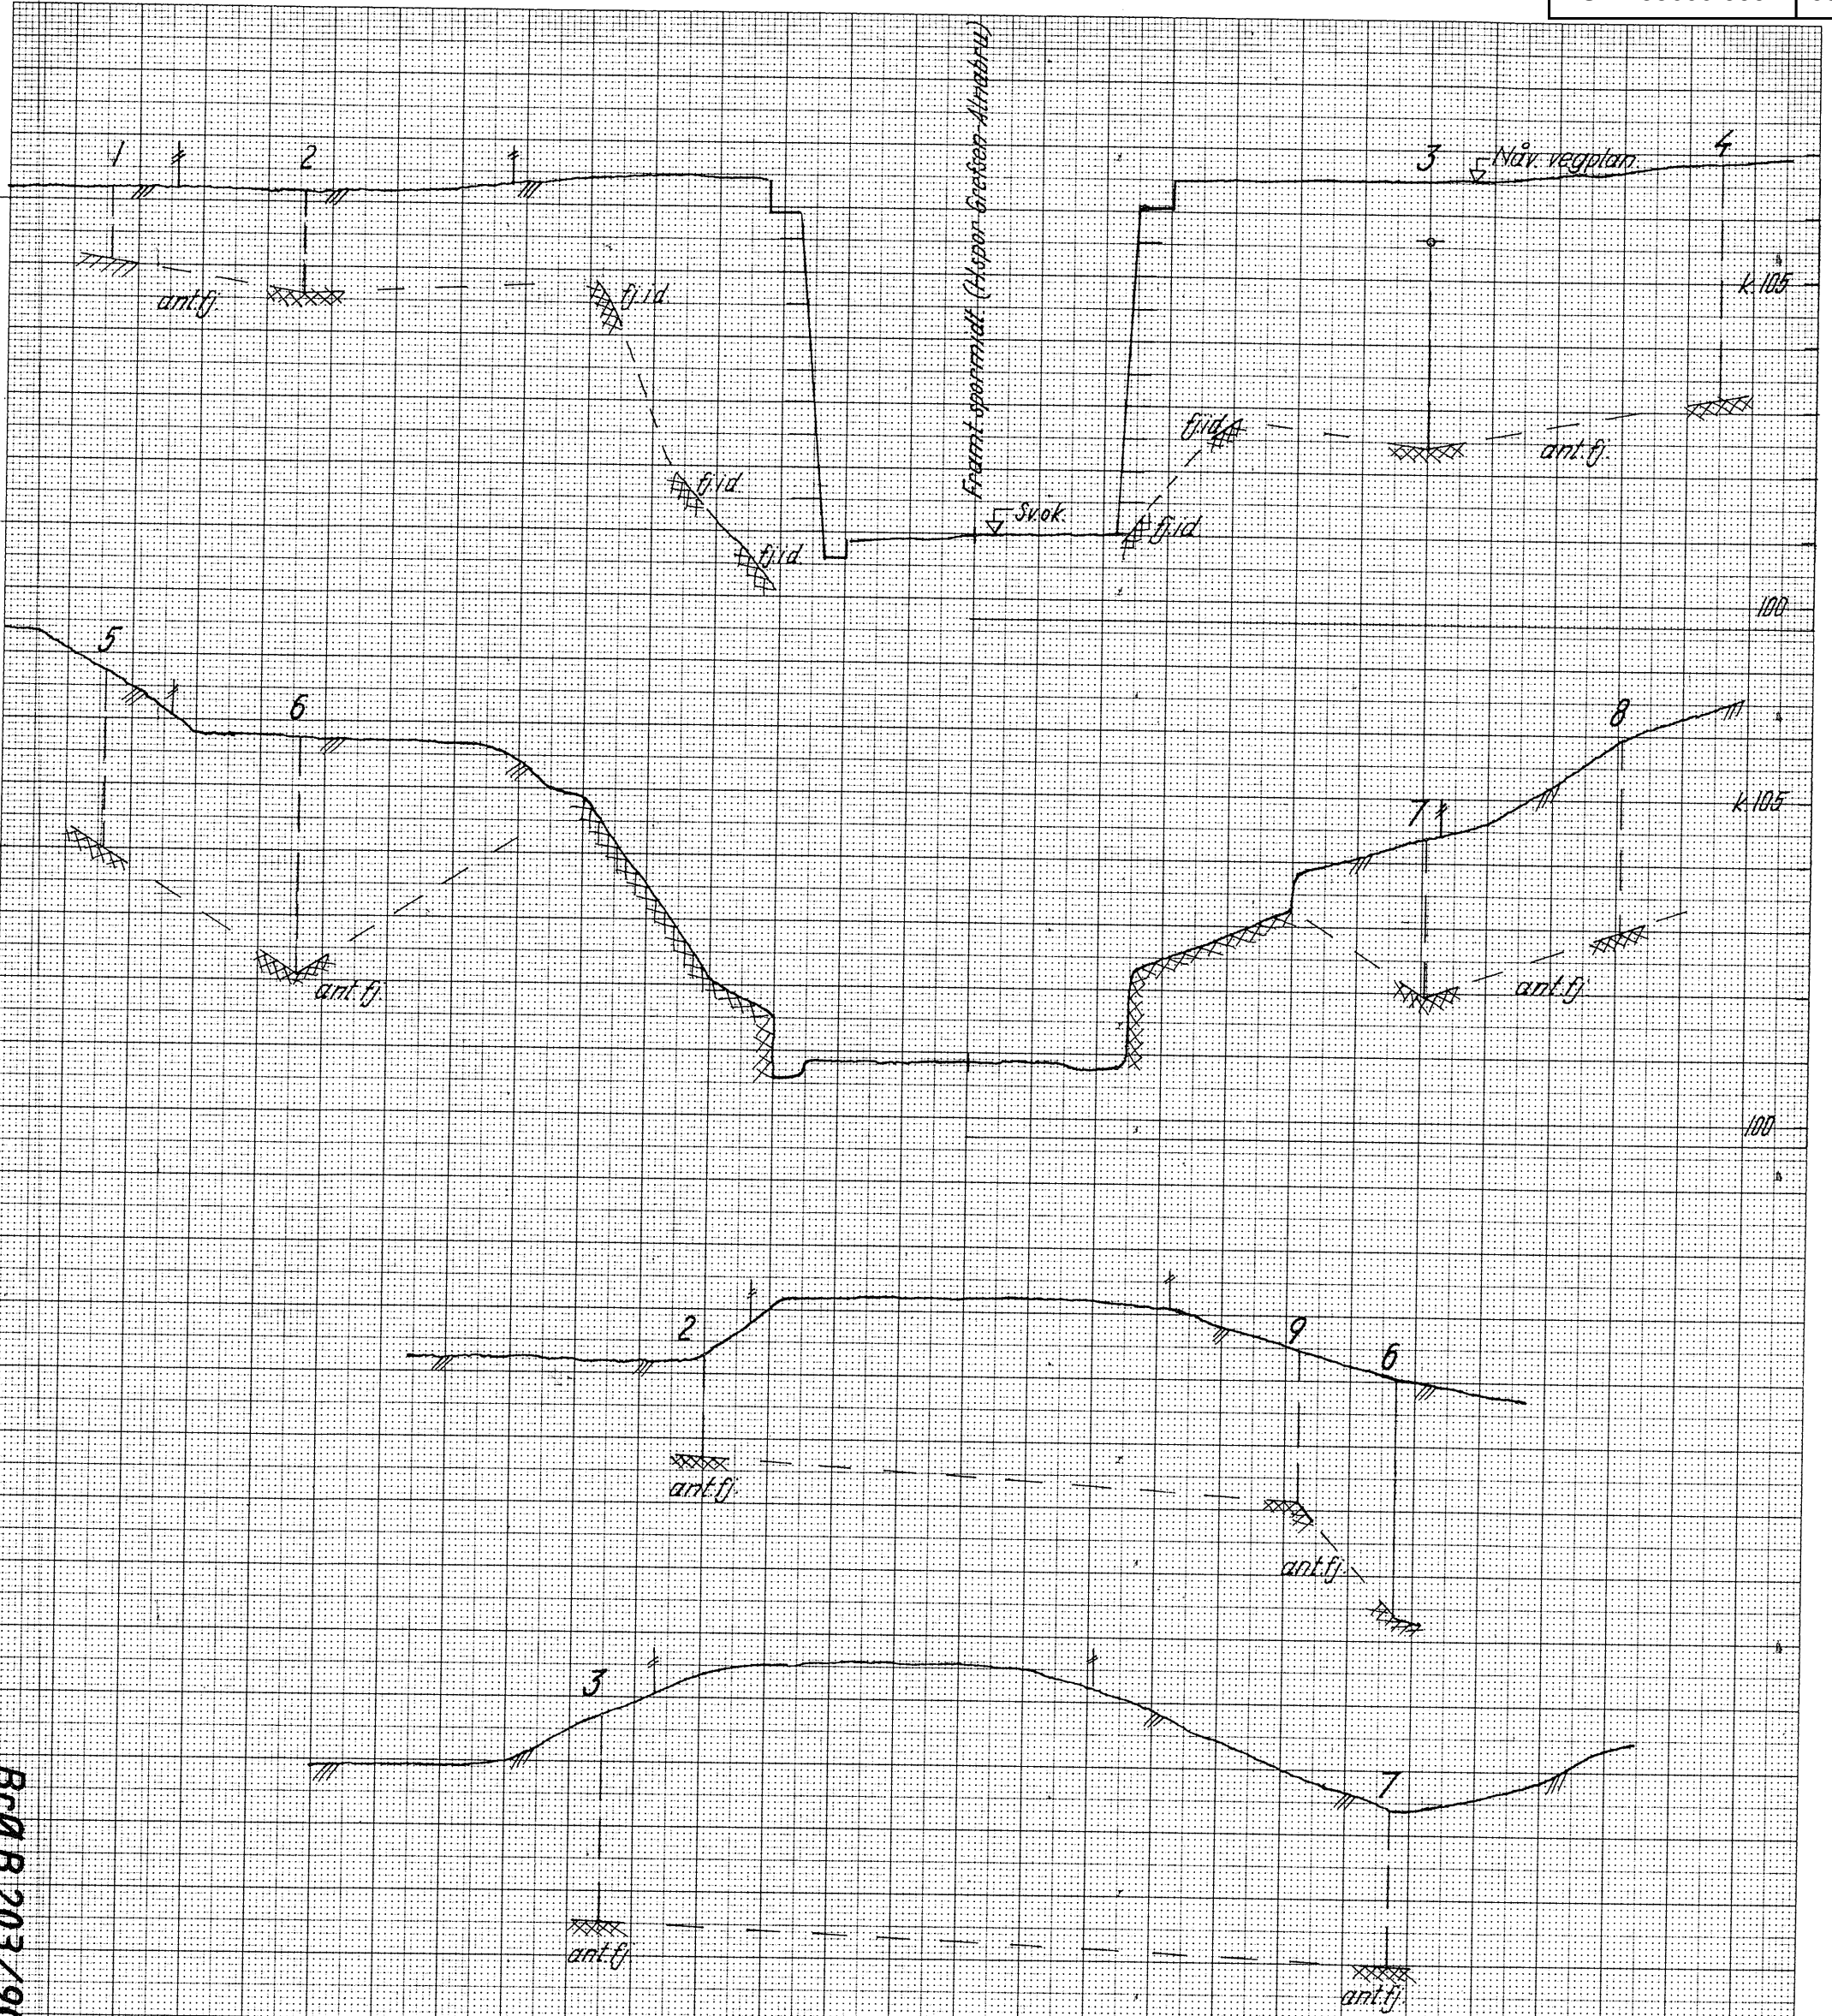 1
2
3
Nåv. vegplan
4
Framt. spormidt (H.spor Grefsen-Alnabru)
k.105
ant.fj.
fj.id
fj.id
fj.id
ant.fj.
fj.id
Sv.ok.
fj.id.
100
5
6
8
7
k.105
ant.fj.
ant.fj.
100
2
9
6
ant.fj.
ant.fj.
3
7
ant.fj.
ant.fj.